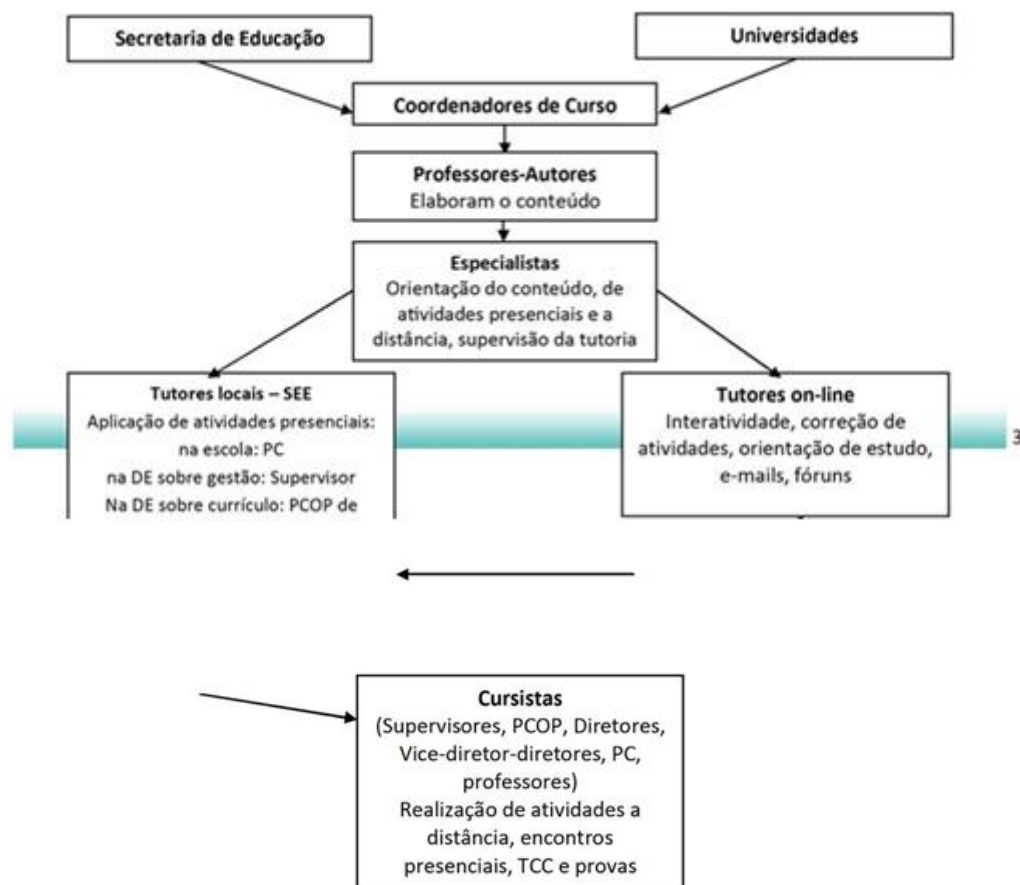 Secretaria de Educação
Universidades
Coordenadores de Curso
Professores-Autores
Elaboram o conteúdo
Especialistas
Orientação do conteúdo, de
atividades presenciais e a
distância, supervisão da tutoria
Tutores locais – SEE
Aplicação de atividades presenciais:
na escola: PC
na DE sobre gestão: Supervisor
Na DE sobre currículo: PCOP de
Tutores on-line
Interatividade, correção de
atividades, orientação de estudo,
e-mails, fóruns
3
Cursistas
(Supervisores, PCOP, Diretores,
Vice-diretor-diretores, PC,
professores)
Realização de atividades a
distância, encontros
presenciais, TCC e provas